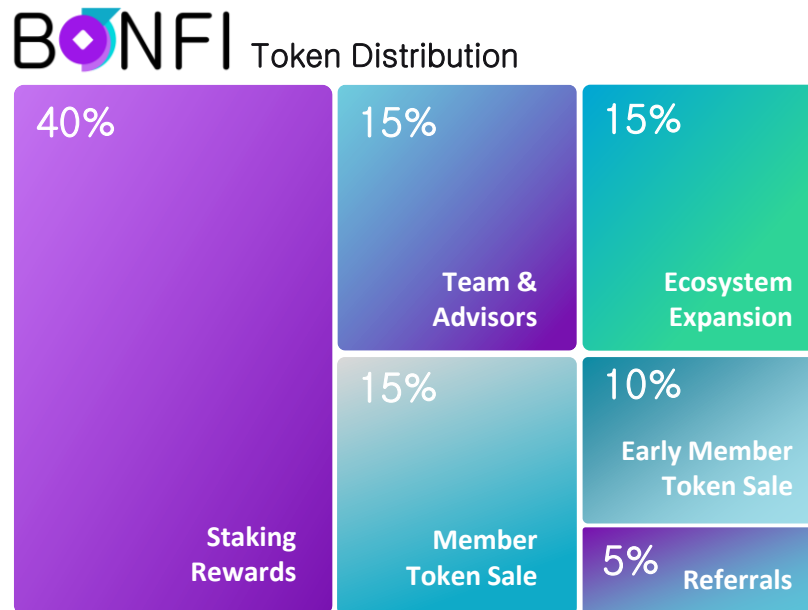 BONFI Token Distribution
40%
Staking
Rewards
15%
Team &
Advisors
15%
Ecosystem
Expansion
15%
Member
Token Sale
10%
Early Member
Token Sale
5% Referrals